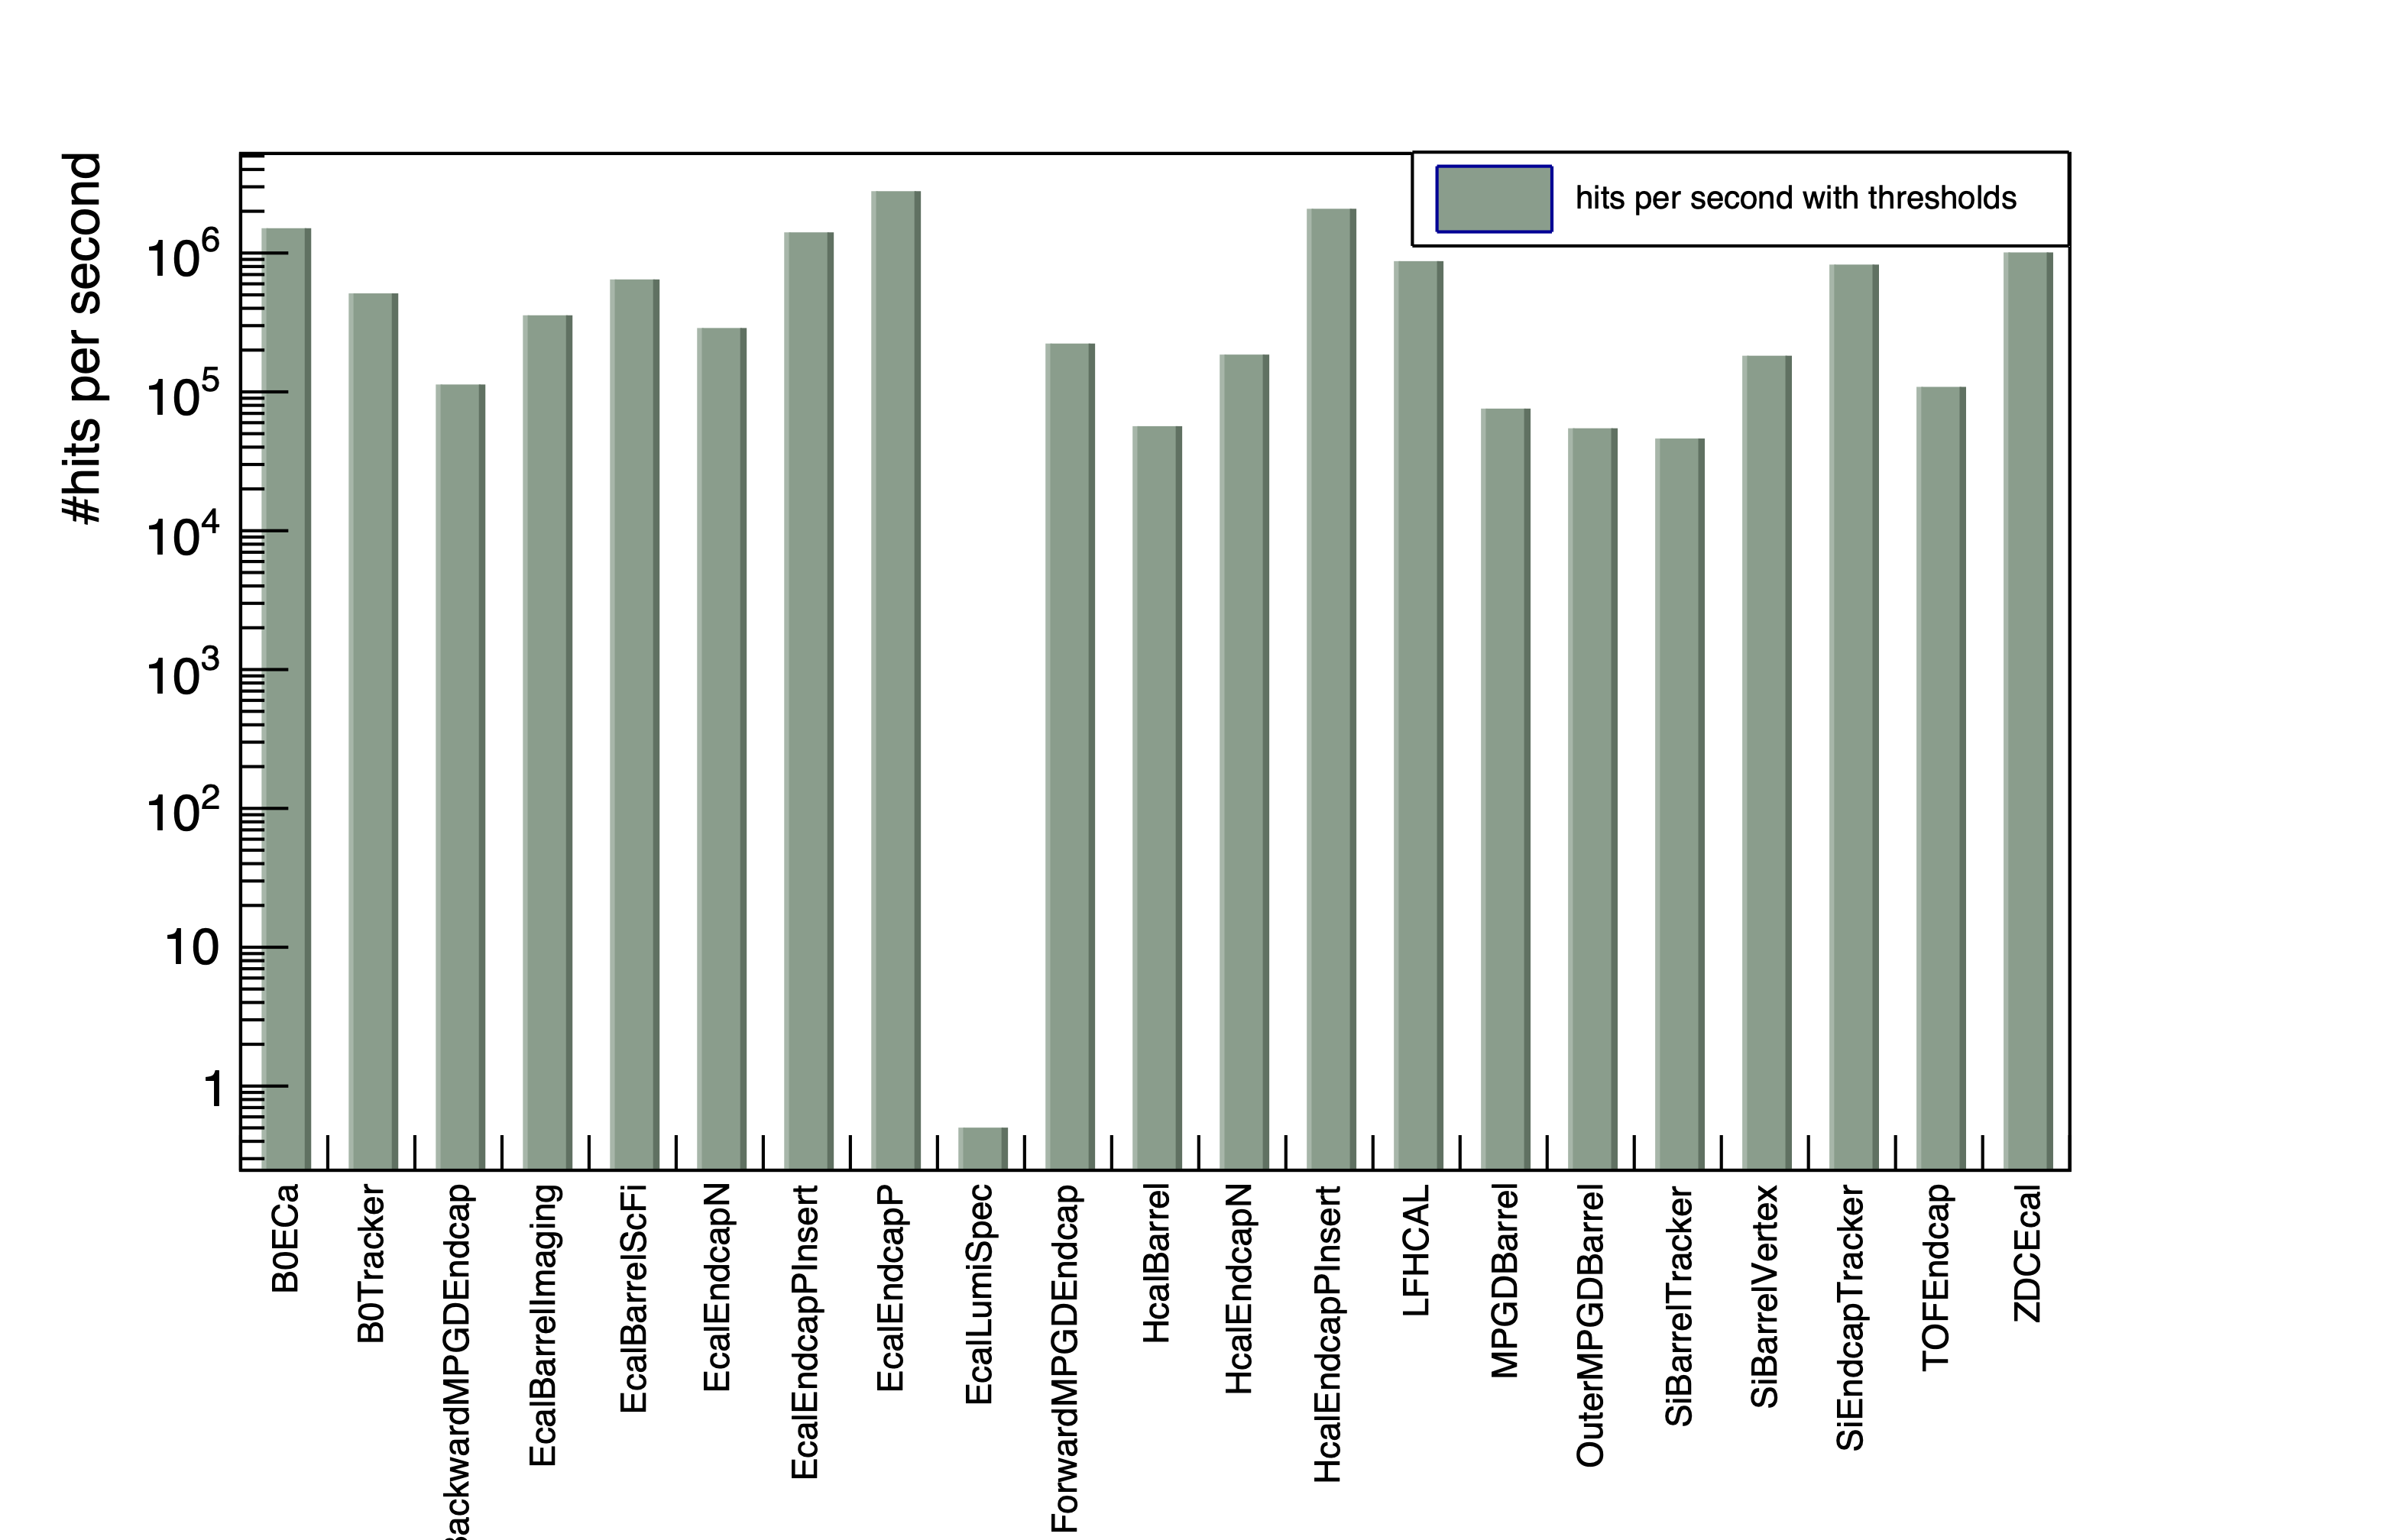 #hits per second
hits per second with thresholds
10^6
10^5
10^4
10^3
10^2
10
1
B0ECa
B0Tracker
ackwardMPGDEndcap
EcalBarrelImaging
EcalBarrelScFi
EcalEndcapN
EcalEndcapPInsert
EcalEndcapP
EcalLumiSpec
ForwardMPGDEndcap
HcalBarrel
HcalEndcapN
HcalEndcapPInsert
LFHCAL
MPGDBarrel
OuterMPGDBarrel
SiBarrelTracker
SiBarrelVertex
SiEndcapTracker
TOFEndcap
ZDCEcal